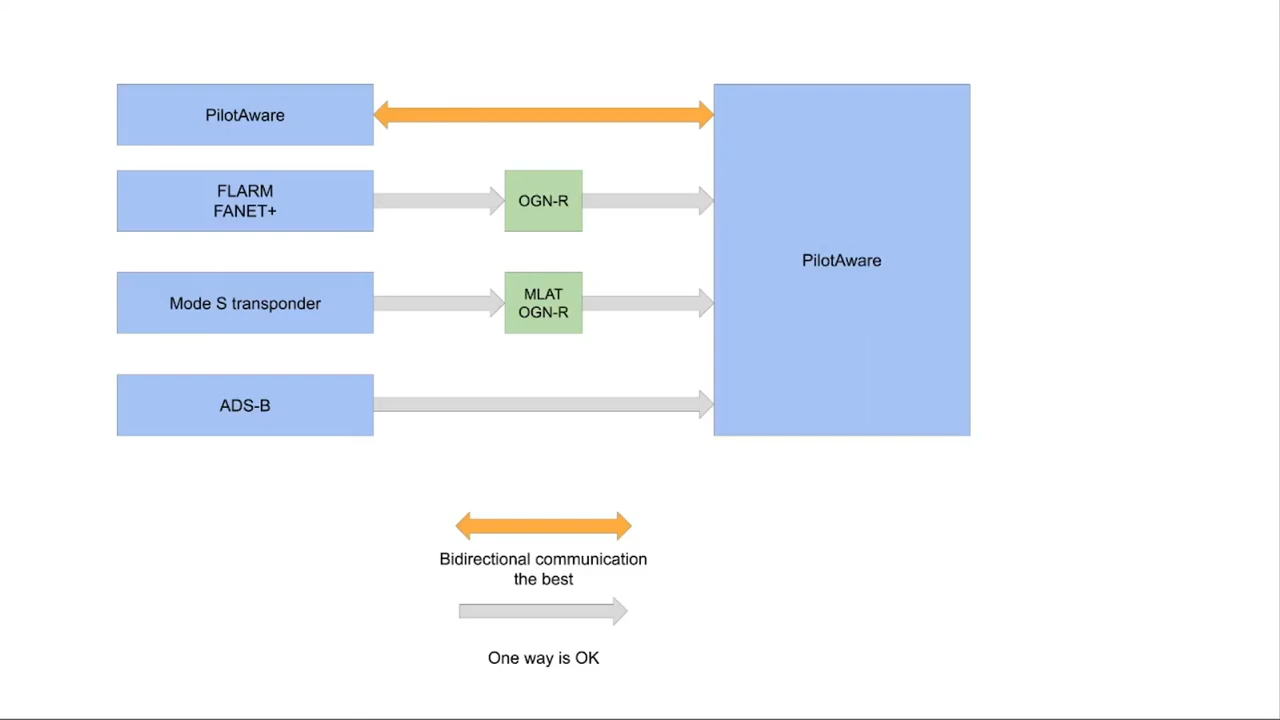 PilotAware
FLARM
FANET+
OGN-R
Mode S transponder
MLAT
OGN-R
ADS-B
PilotAware
Bidirectional communication
the best
One way is OK